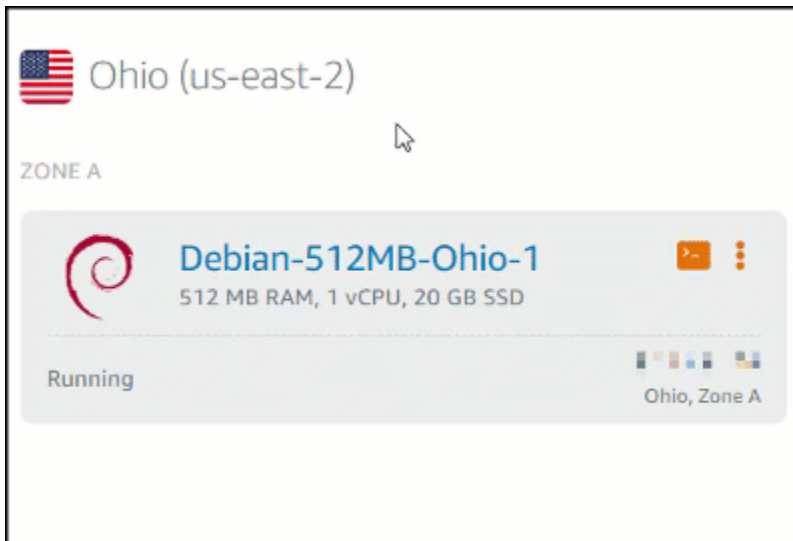 Ohio (us-east-2)
ZONE A
Debian-512MB-Ohio-1
512 MB RAM, 1 vCPU, 20 GB SSD
Running
Ohio, Zone A